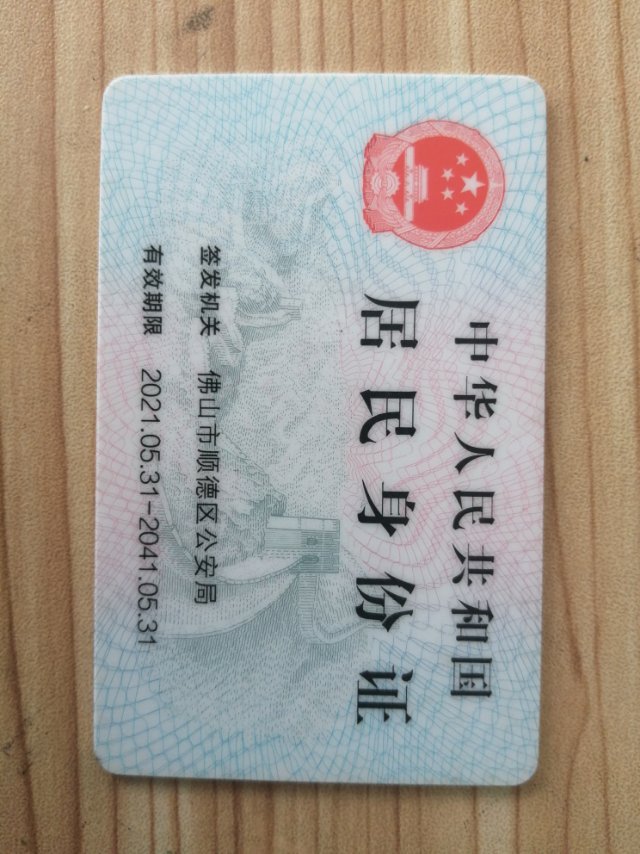 中华人民共和国
居民身份证
签发机关 佛山市顺德区公安局
有效期限 2021.05.31-2041.05.31